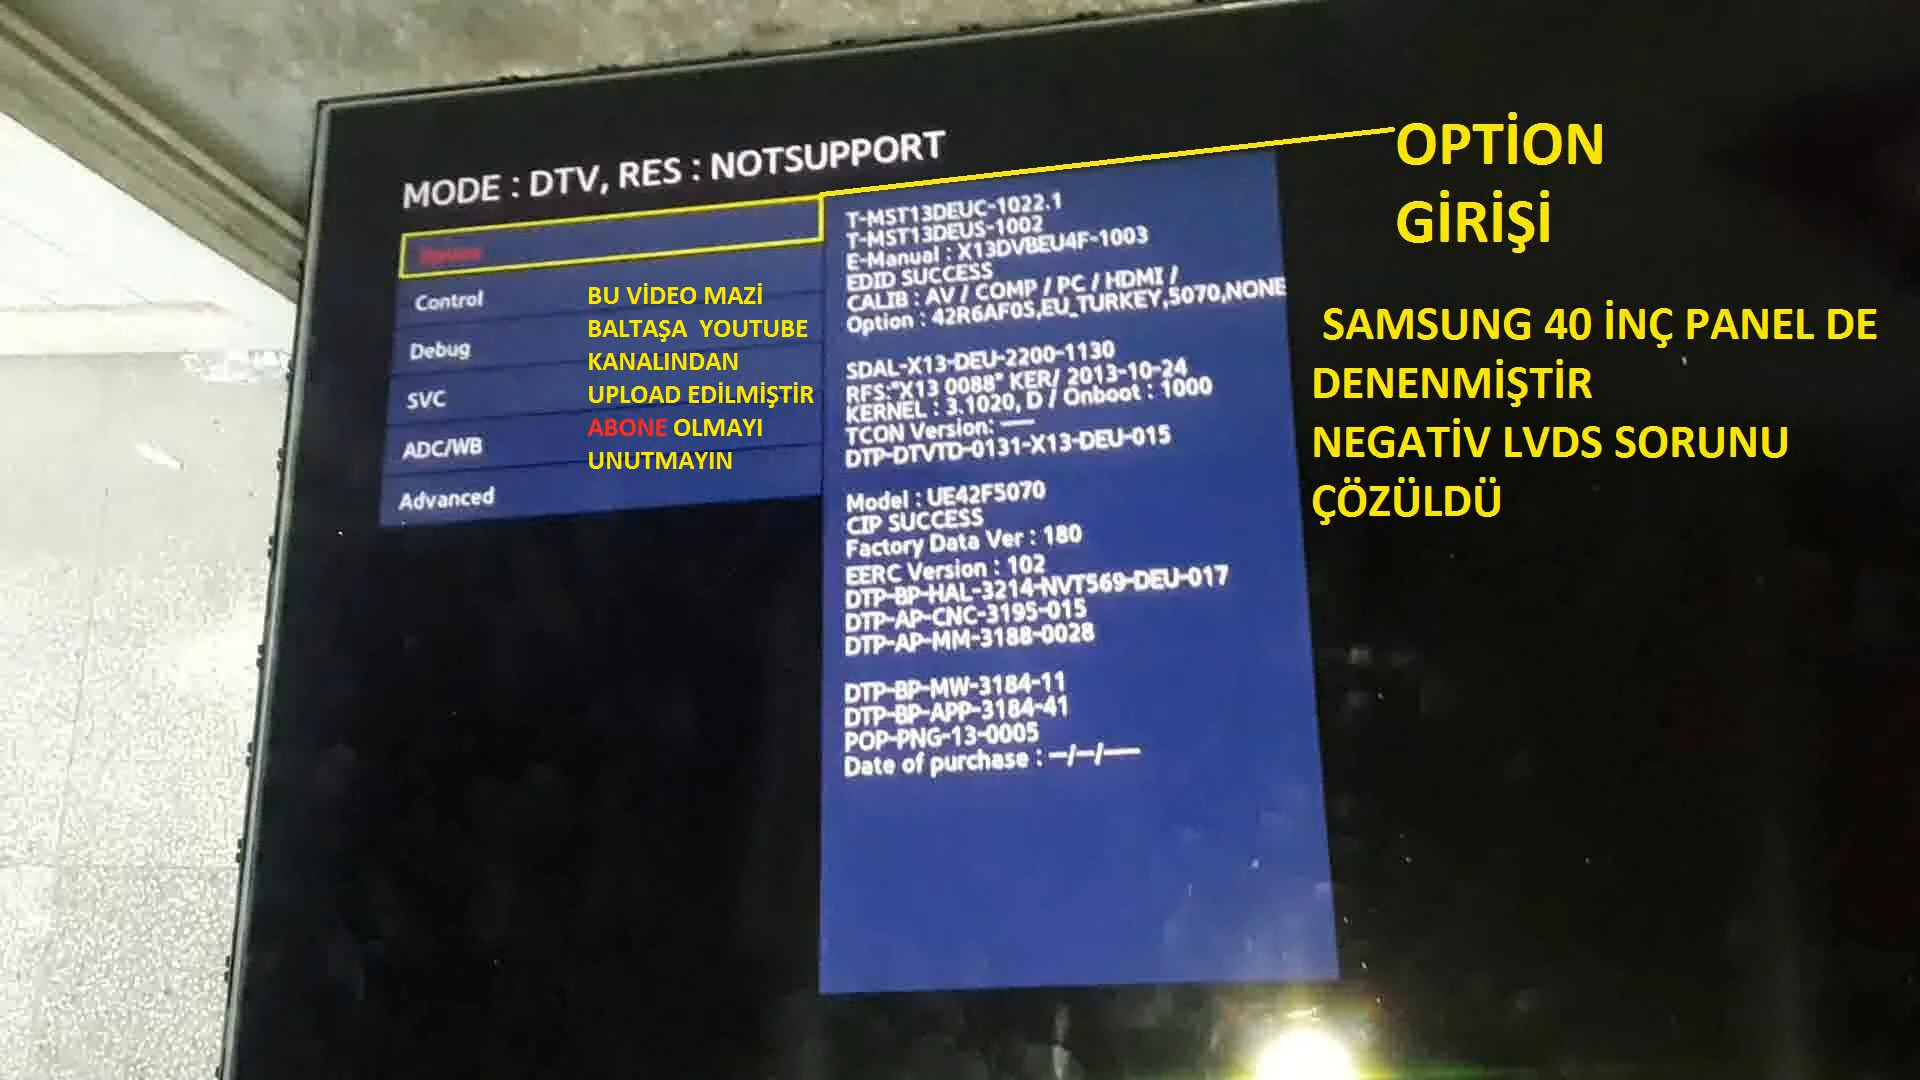 MODE : DTV, RES : NOTSUPPORT
Option
Control
Debug
SVC
ADC/WB
Advanced
BU VİDEO MAZİ
BALTAŞA YOUTUBE
KANALINDAN
UPLOAD EDİLMİŞTİR
ABONE OLMAYI
UNUTMAYIN
T-MST13DEUC-1022.1
T-MST13DEUS-1002
E-Manual : X13DVBEU4F-1003
EDID SUCCESS
CALIB : AV / COMP / PC / HDMI /
Option : 42R6AF0S,EU_TURKEY,5070,NONE
SDAL-X13-DEU-2200-1130
RFS:"X13 0088" KER/ 2013-10-24
KERNEL : 3.1020, D / Onboot : 1000
TCON Version: ----
DTP-DTVTD-0131-X13-DEU-015
Model : UE42F5070
CIP SUCCESS
Factory Data Ver : 180
EERC Version : 102
DTP-BP-HAL-3214-NVT569-DEU-017
DTP-AP-CNC-3195-015
DTP-AP-MM-3188-0028
DTP-BP-MW-3184-11
DTP-BP-APP-3184-41
POP-PNG-13-0005
Date of purchase : --/--/----
OPTİON
GİRİŞİ
SAMSUNG 40 İNÇ PANEL DE
DENENMİŞTİR
NEGATİV LVDS SORUNU
ÇÖZÜLDÜ